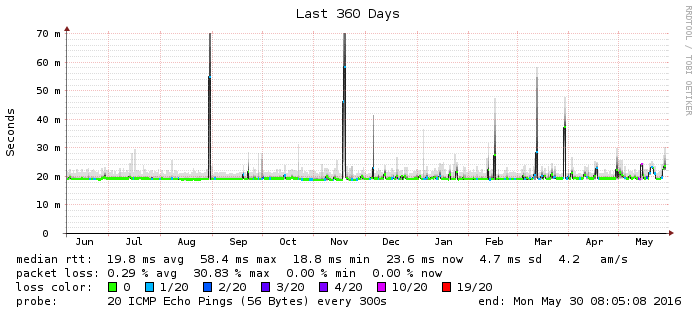 Last 360 Days
RRDTOOL / TOBI OETIKER
Seconds
70 m
60 m
50 m
40 m
30 m
20 m
10 m
0
Jun Jul Aug Sep Oct Nov Dec Jan Feb Mar Apr May
median rtt: 19.8 ms avg 58.4 ms max 18.8 ms min 23.6 ms now 4.7 ms sd 4.2 am/s
packet loss: 0.29 % avg 30.83 % max 0.00 % min 0.00 % now
loss color: 0 1/20 2/20 3/20 4/20 10/20 19/20
probe: 20 ICMP Echo Pings (56 Bytes) every 300s end: Mon May 30 08:05:08 2016